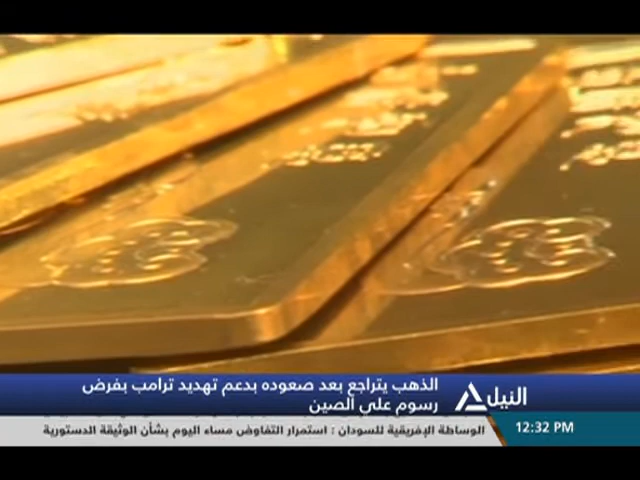 الذهب يتراجع بعد صعوده بدعم تهديد ترامب بفرض
رسوم علي الصين
النيل
الوساطة الإفريقية للسودان : استمرار التفاوض مساء اليوم بشأن الوثيقة الدستورية
12:32 PM